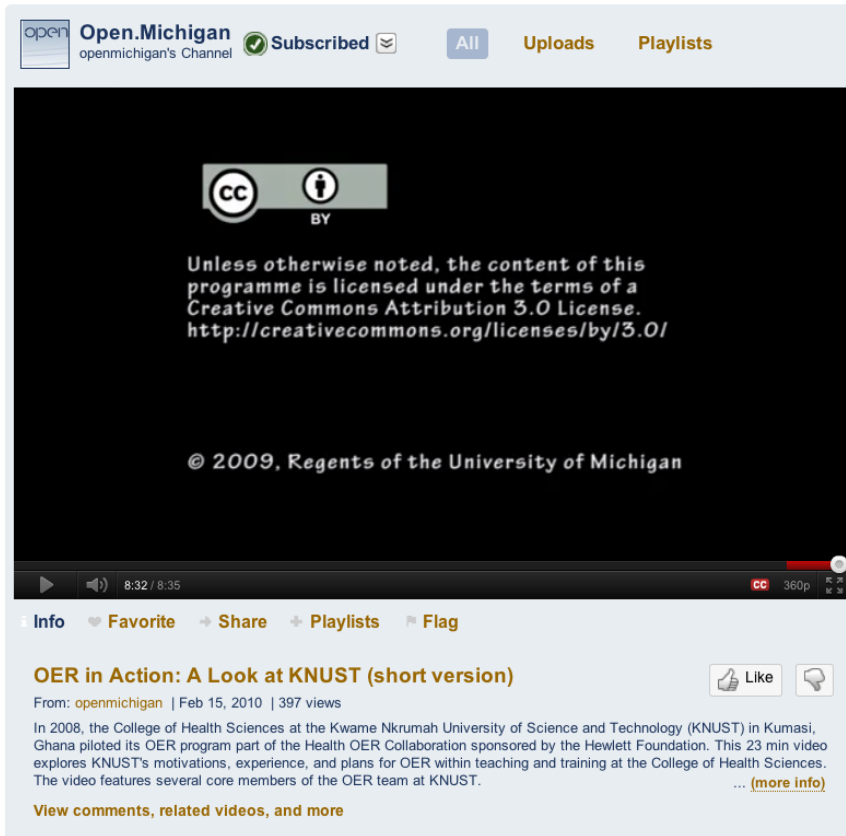 open
Open.Michigan
openmichigan's Channel
Subscribed
All Uploads Playlists
cc
BY
Unless otherwise noted, the content of this
programme is licensed under the terms of a
Creative Commons Attribution 3.0 License.
http://creativecommons.org/licenses/by/3.0/
© 2009, Regents of the University of Michigan
8:32 / 8:35 CC 360p
Info Favorite Share Playlists Flag
OER in Action: A Look at KNUST (short version) Like
From: openmichigan | Feb 15, 2010 | 397 views
In 2008, the College of Health Sciences at the Kwame Nkrumah University of Science and Technology (KNUST) in Kumasi,
Ghana piloted its OER program part of the Health OER Collaboration sponsored by the Hewlett Foundation. This 23 min video
explores KNUST's motivations, experience, and plans for OER within teaching and training at the College of Health Sciences.
The video features several core members of the OER team at KNUST. ... (more info)
View comments, related videos, and more